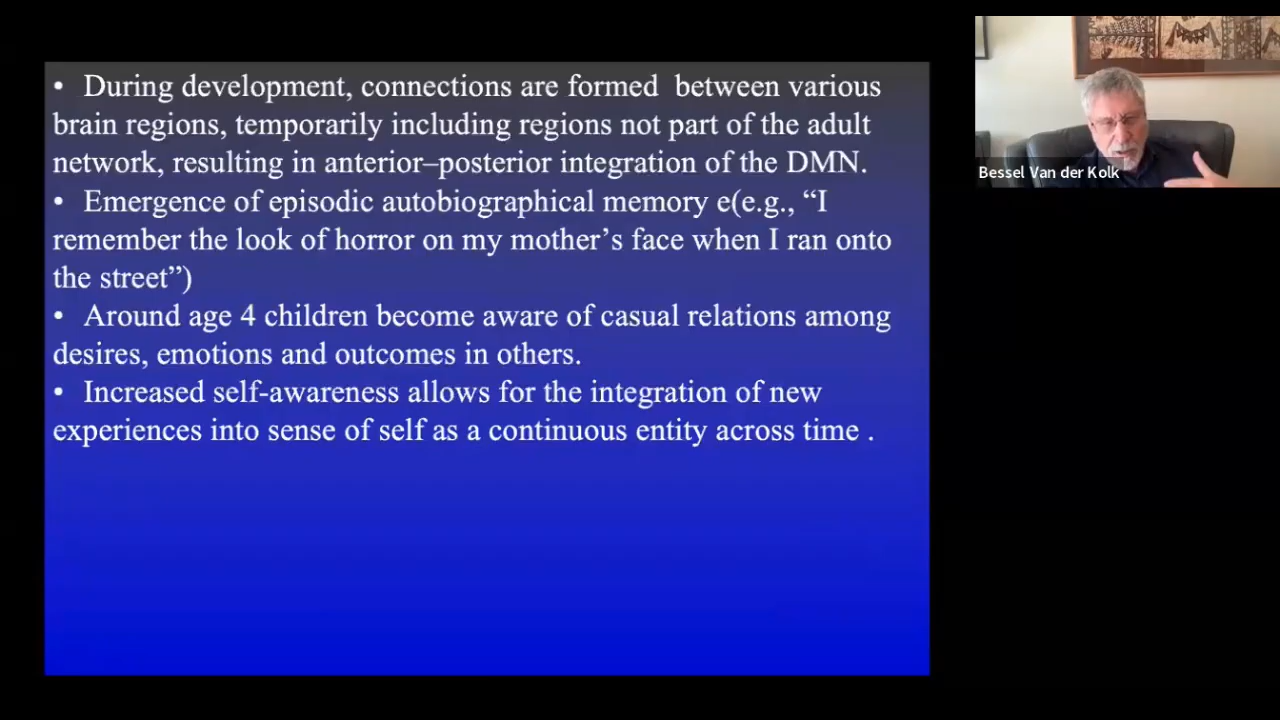 • During development, connections are formed between various
brain regions, temporarily including regions not part of the adult
network, resulting in anterior–posterior integration of the DMN.
• Emergence of episodic autobiographical memory e(e.g., “I
remember the look of horror on my mother’s face when I ran onto
the street”)
• Around age 4 children become aware of casual relations among
desires, emotions and outcomes in others.
• Increased self-awareness allows for the integration of new
experiences into sense of self as a continuous entity across time .
Bessel Van der Kolk